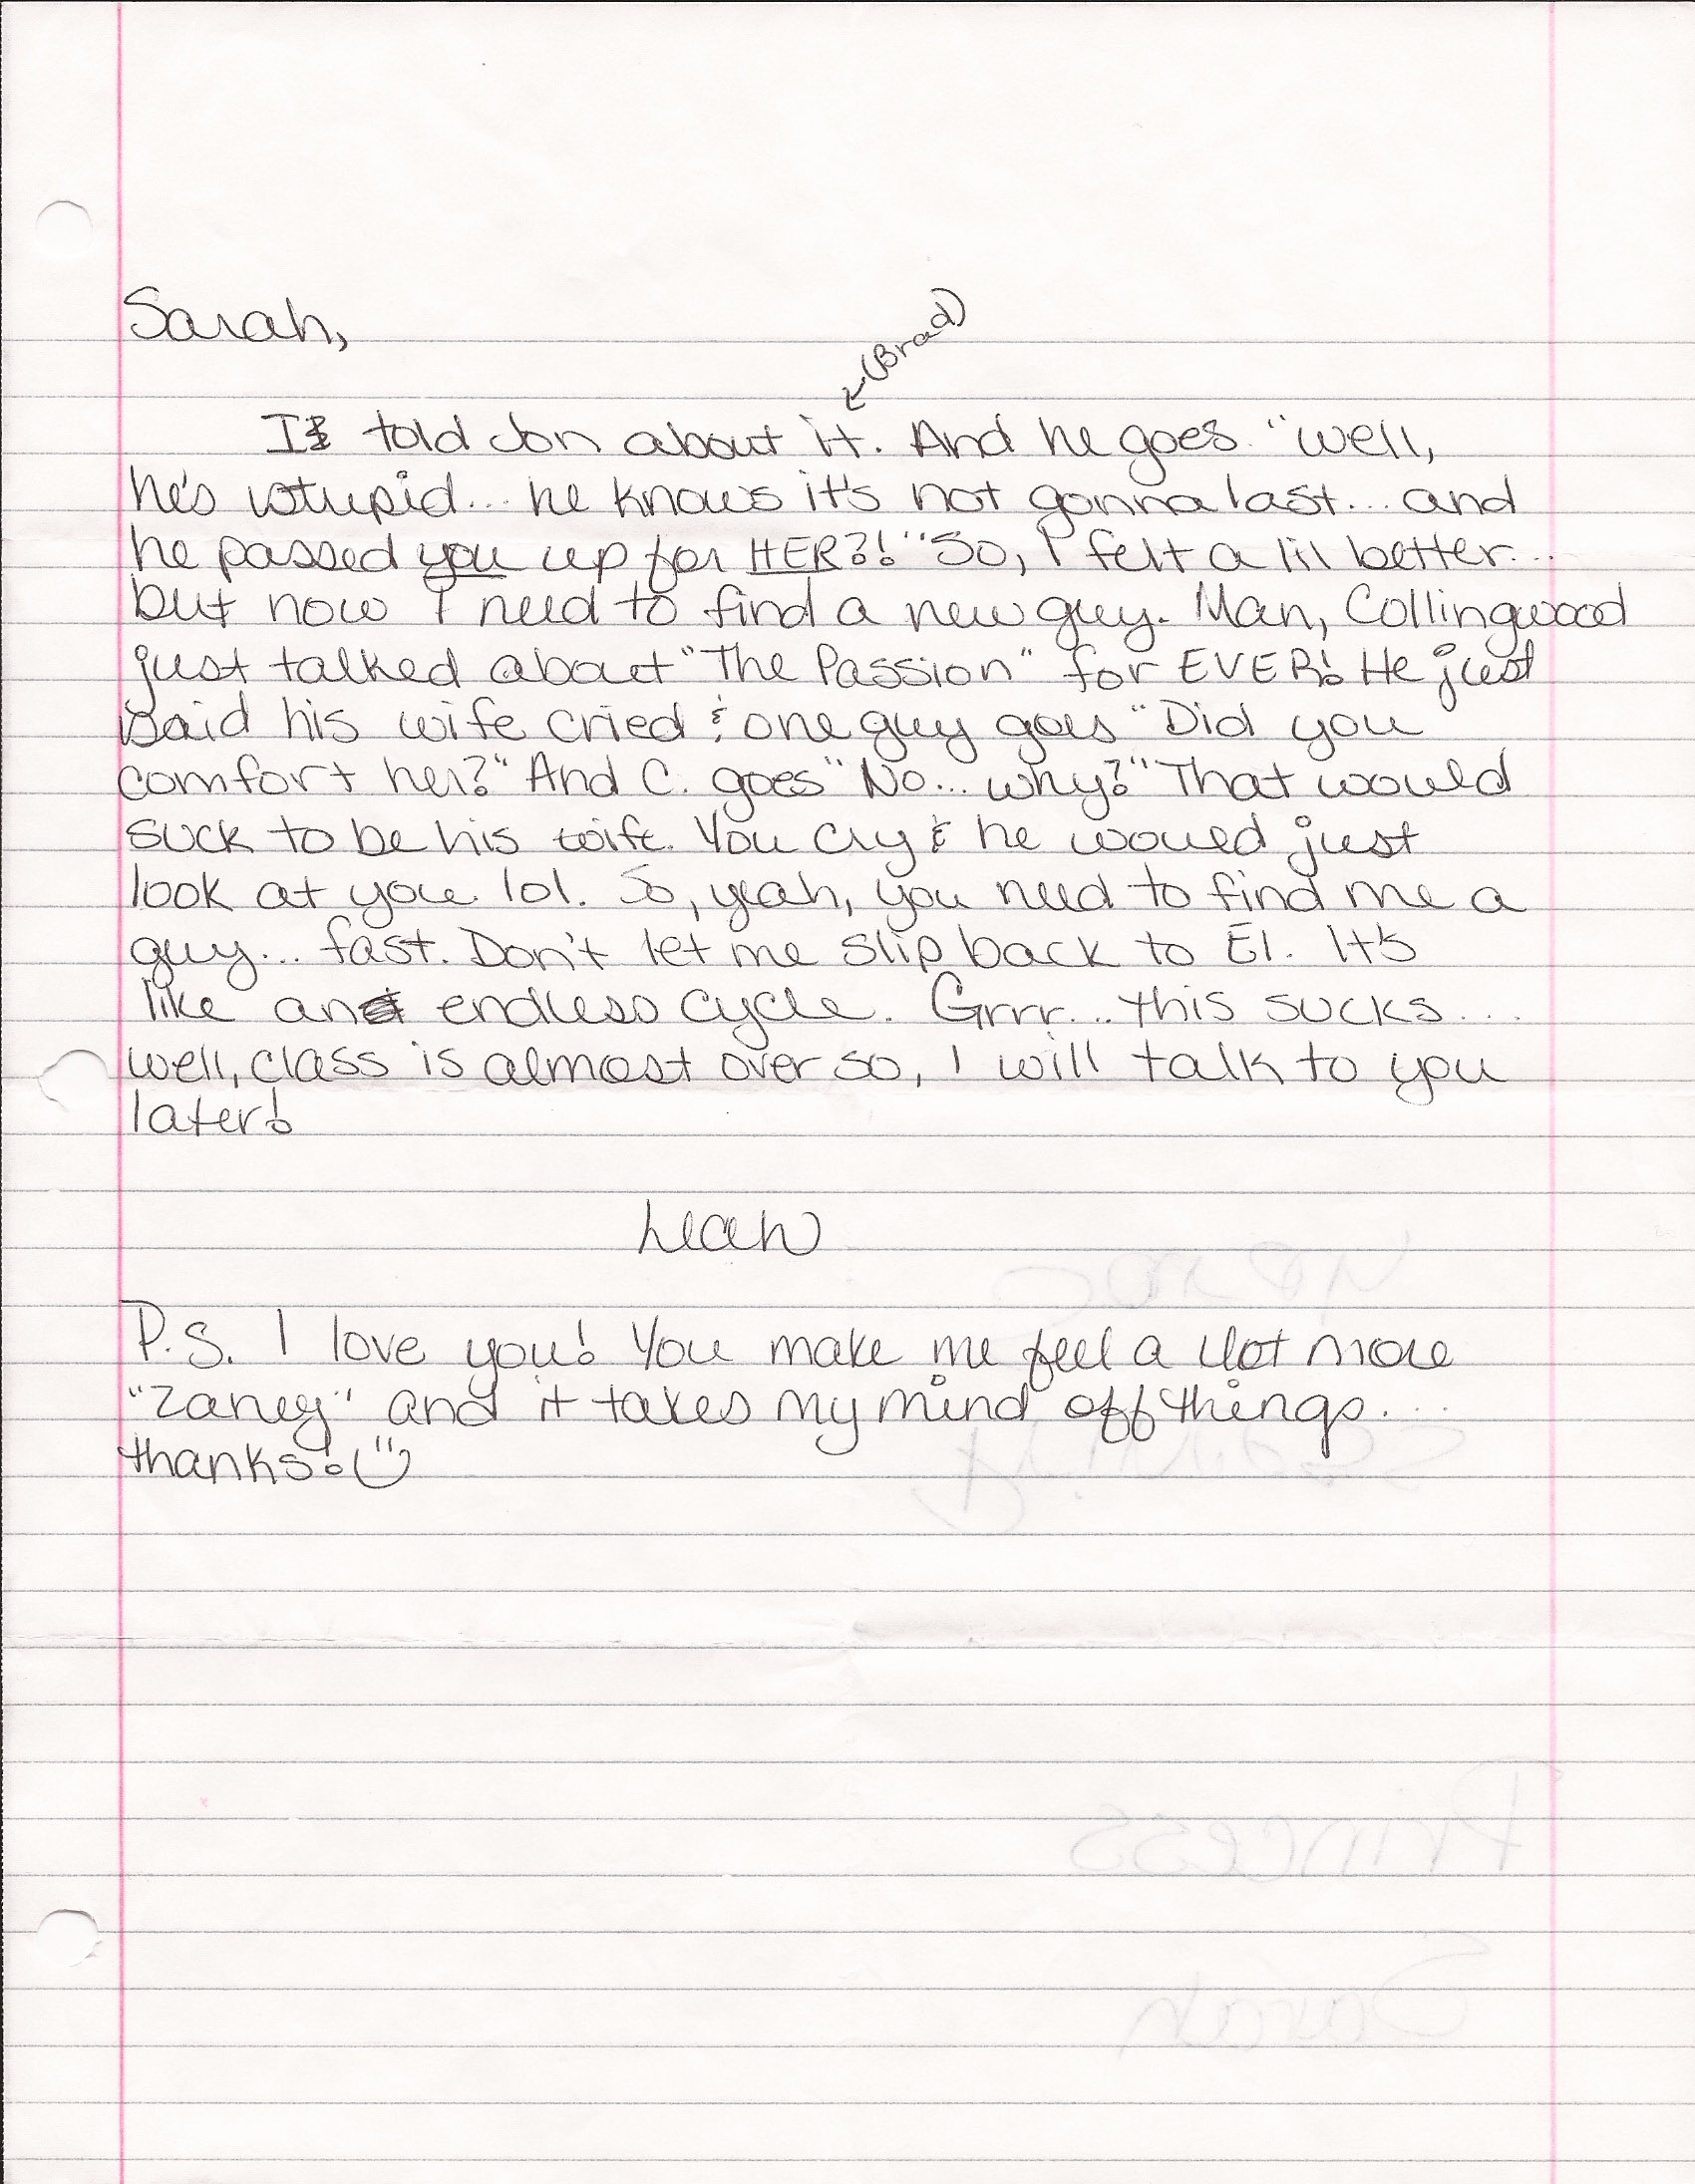 Sarah,
(Brad)
I told Jon about it. And he goes "well,
he's stupid... he knows it's not gonna last... and
he passed you up for HER?!" So, I felt a lil better...
but now I need to find a new guy. Man, Collingwood
just talked about "The Passion" for EVER! He just
said his wife cried & one guy goes "Did you
comfort her?" And C. goes "No... why?" That would
suck to be his wife. You cry & he would just
look at you. lol. So, yeah, you need to find me a
guy... fast. Don't let me slip back to El. It's
like an endless cycle. Grrr... this sucks...
well, class is almost over so, I will talk to you
later!
Leah
P.S. I love you! You make me feel a lot more
"zaney" and it takes my mind off things...
thanks!
Princess
Sarah